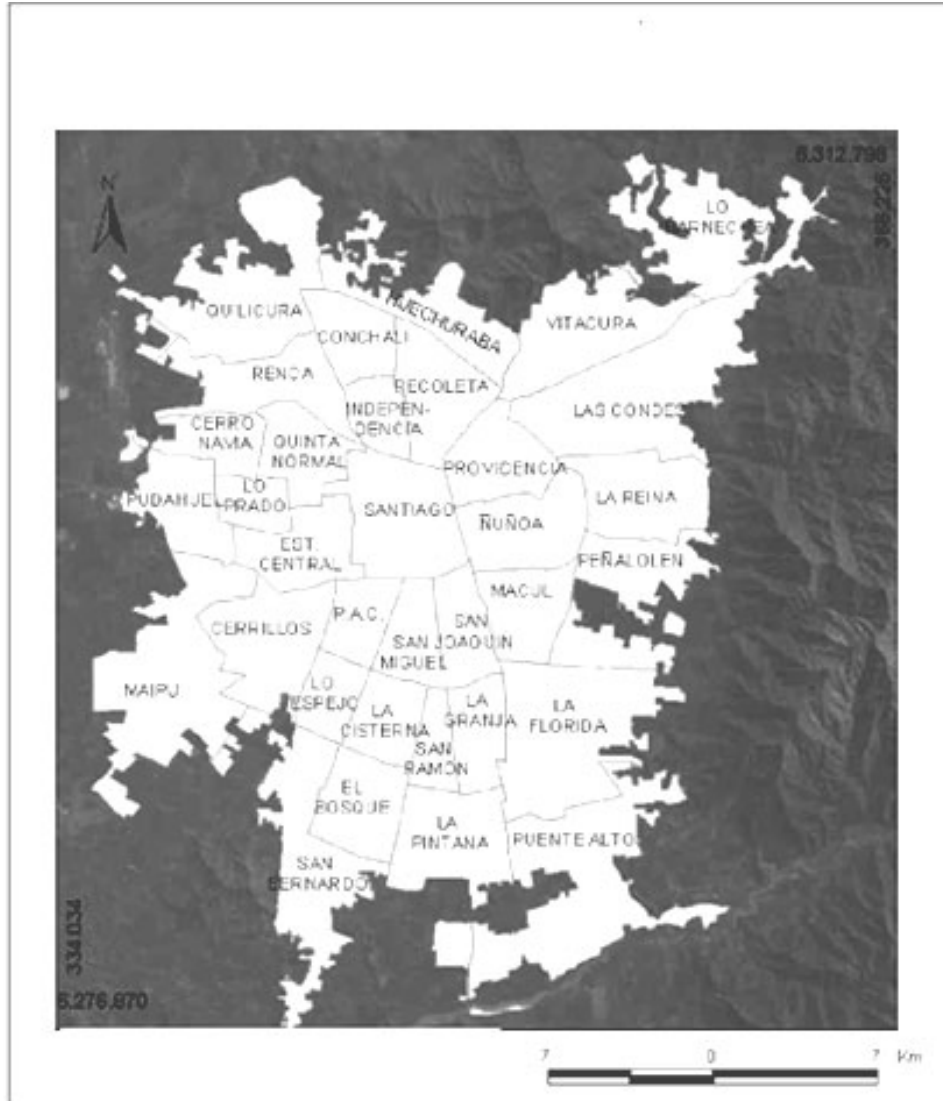 6.312.798
368.226
N
LO
BARNECHEA
QUILICURA
HUECHURABA
VITACURA
CONCHALI
RENCA
RECOLETA
LAS CONDES
INDEPEN-
DENCIA
CERRO
NAVIA
QUINTA
NORMAL
PROVIDENCIA
LO
PRADO
PUDAHUEL
LA REINA
SANTIAGO
ÑUÑOA
EST.
CENTRAL
PEÑALOLEN
MACUL
P.A.C.
CERRILLOS
SAN
MIGUEL
SAN
JOAQUIN
MAIPU
LO
ESPEJO
LA
CISTERNA
LA
GRANJA
LA
FLORIDA
SAN
RAMON
EL
BOSQUE
LA
PINTANA
PUENTE ALTO
SAN
BERNARDO
334.034
6.276.870
7 0 7 Km